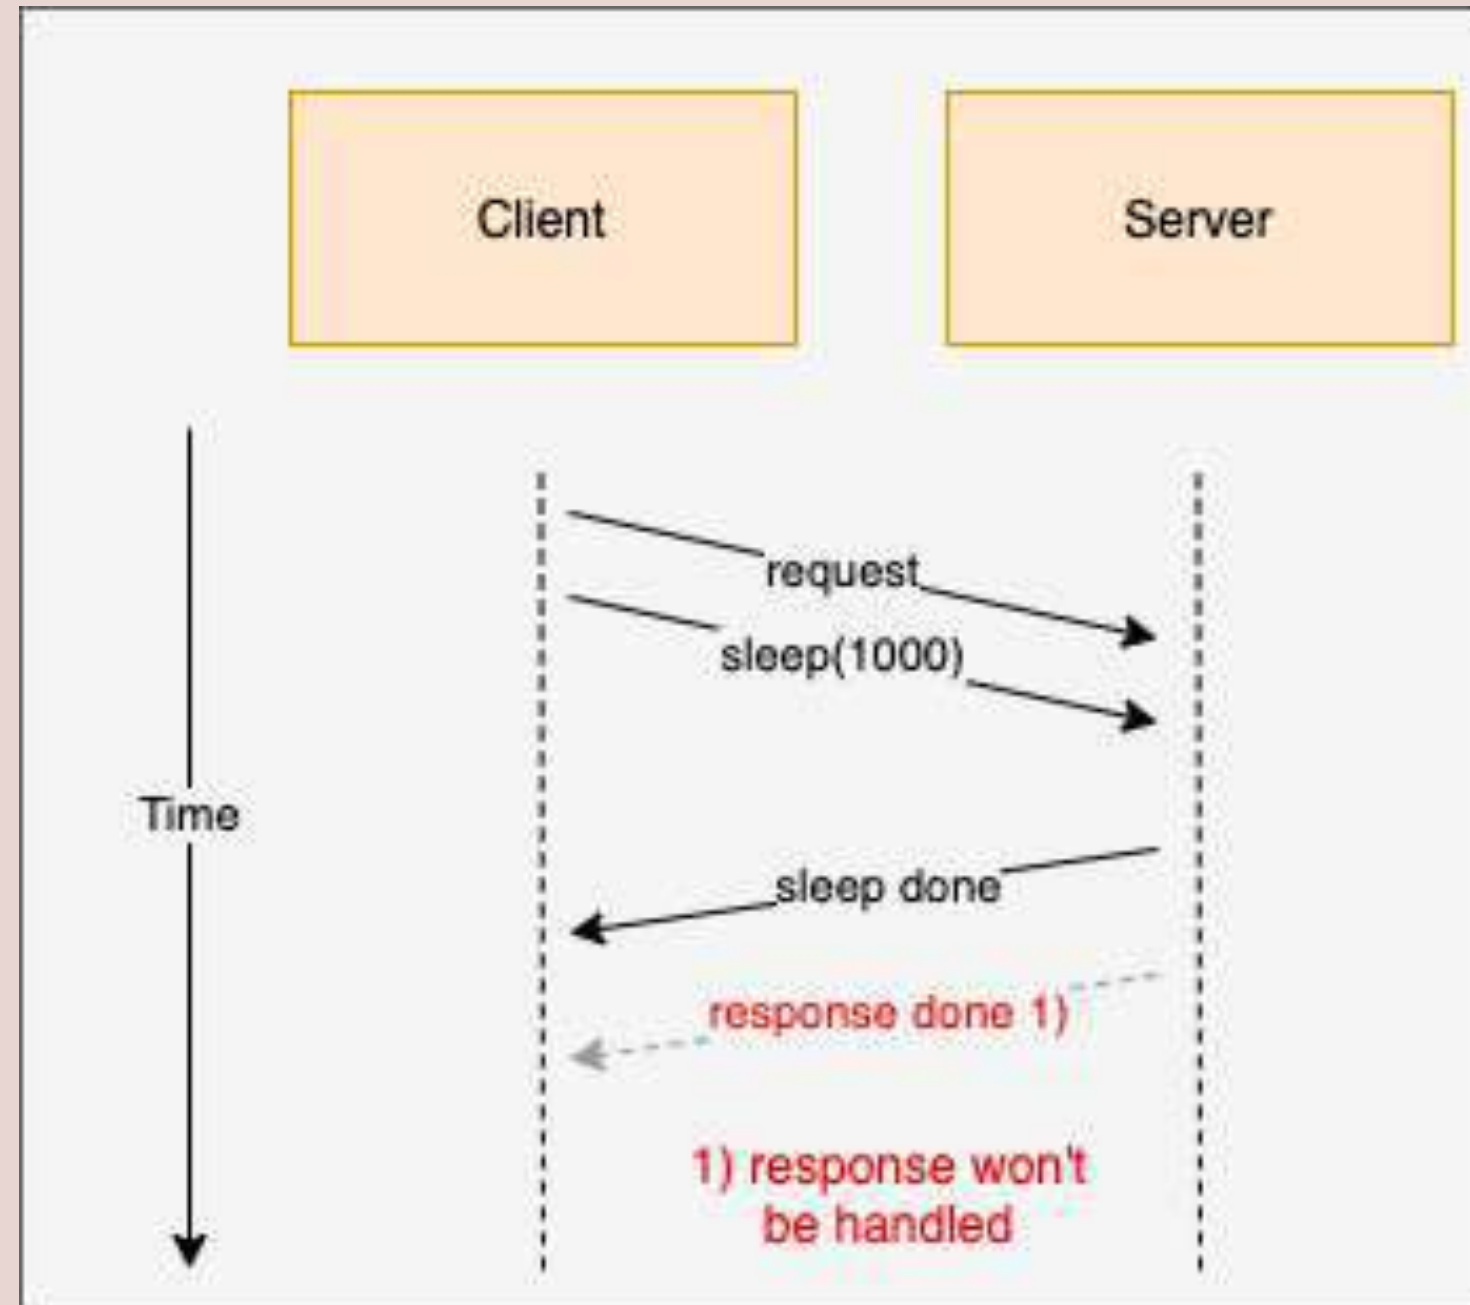 Client
Server
request
sleep(1000)
Time
sleep done
response done 1)
1) response won't
be handled